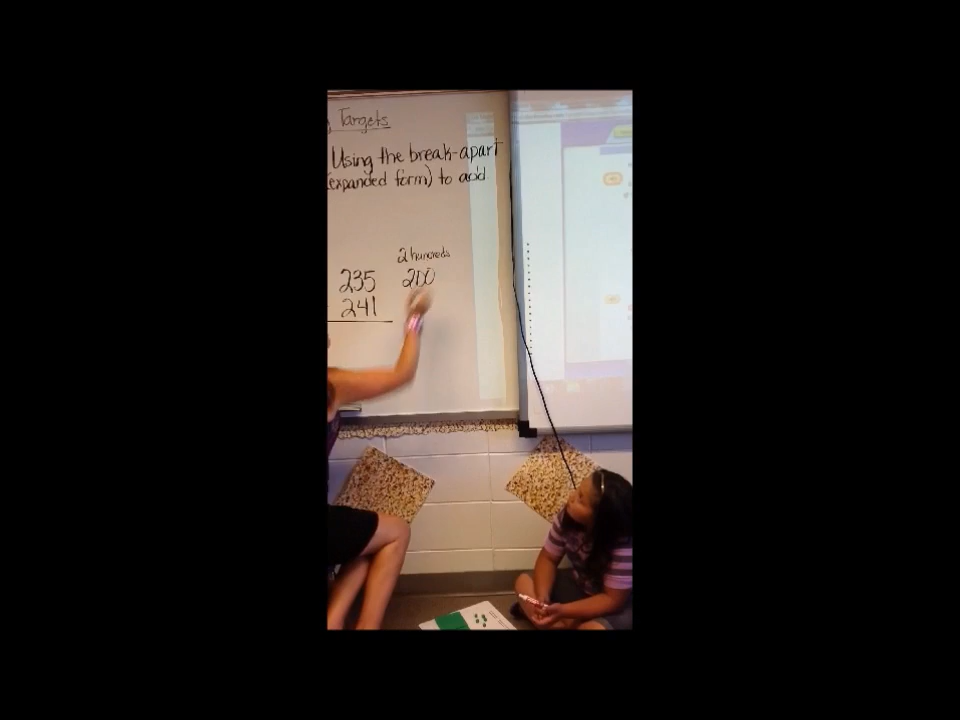 Targets
Using the break-apart
(expanded form) to add
2 hundreds
235 200
241